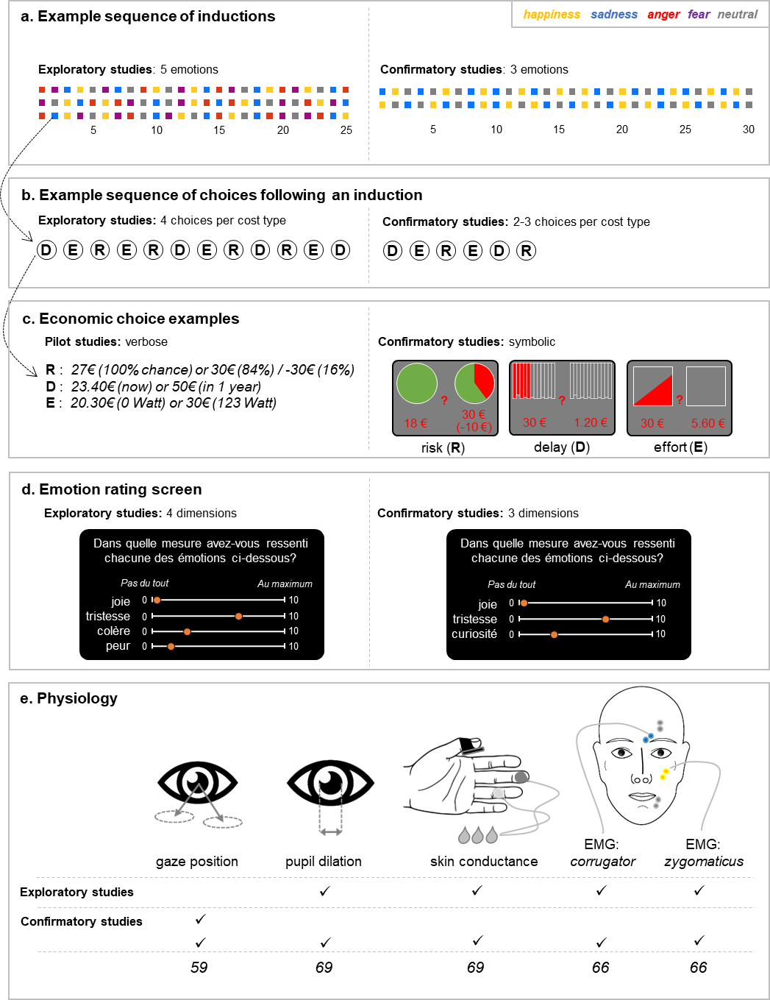 a. Example sequence of inductions
happiness sadness anger fear neutral
Exploratory studies: 5 emotions
Confirmatory studies: 3 emotions
5 10 15 20 25
5 10 15 20 25 30
b. Example sequence of choices following an induction
Exploratory studies: 4 choices per cost type
Confirmatory studies: 2-3 choices per cost type
D E R E R D E R D R E D
D E R E D R
c. Economic choice examples
Pilot studies: verbose
R : 27€ (100% chance) or 30€ (84%) / -30€ (16%)
D : 23.40€ (now) or 50€ (in 1 year)
E : 20.30€ (0 Watt) or 30€ (123 Watt)
Confirmatory studies: symbolic
? ? ?
18 € 30 € (-10 €)
30 € 1.20 €
30 € 5.60 €
risk (R) delay (D) effort (E)
d. Emotion rating screen
Exploratory studies: 4 dimensions
Dans quelle mesure avez-vous ressenti
chacune des émotions ci-dessous?
Pas du tout Au maximum
joie 0 10
tristesse 0 10
colère 0 10
peur 0 10
Confirmatory studies: 3 dimensions
Dans quelle mesure avez-vous ressenti
chacune des émotions ci-dessous?
Pas du tout Au maximum
joie 0 10
tristesse 0 10
curiosité 0 10
e. Physiology
gaze position
pupil dilation
skin conductance
EMG:
corrugator
EMG:
zygomaticus
Exploratory studies ✓ ✓ ✓ ✓
Confirmatory studies ✓
✓ ✓ ✓ ✓ ✓
59 69 69 66 66